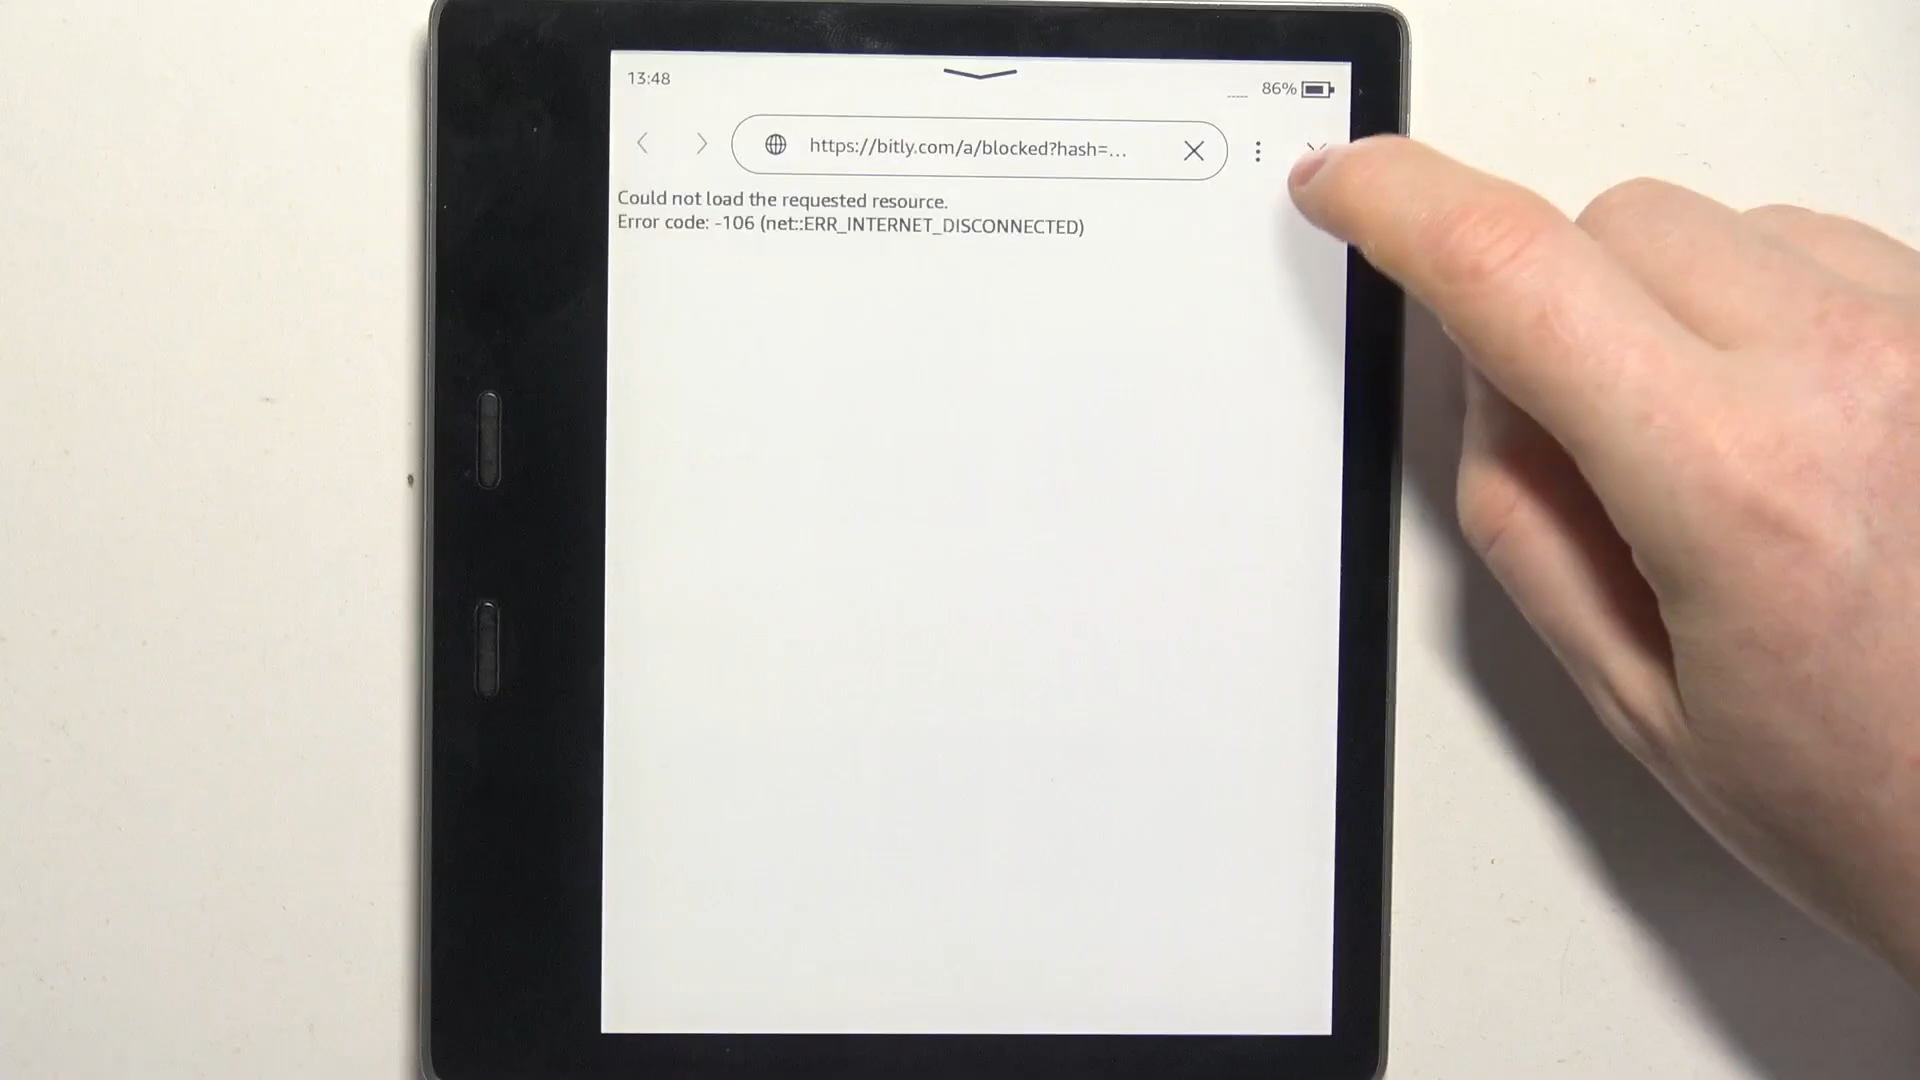 13:48
86%
https://bitly.com/a/blocked?hash=...
Could not load the requested resource.
Error code: -106 (net::ERR_INTERNET_DISCONNECTED)